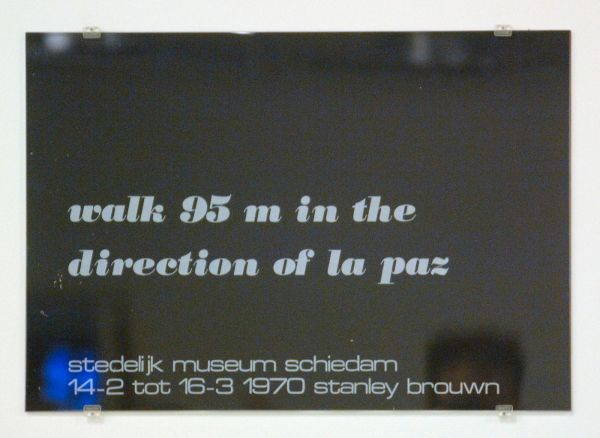 walk 95 m in the
direction of la paz
stedelijk museum schiedam
14-2 tot 16-3 1970 stanley brouwn